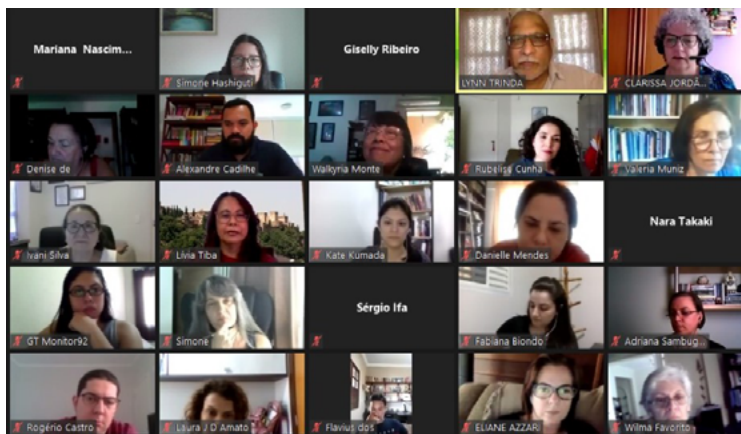 Mariana Nascim...
Simone Hashiguti
Giselly Ribeiro
LYNN TRINDA
CLARISSA JORDÃ...
Denise de
Alexandre Cadilhe
Walkyria Monte
Rubelise Cunha
Valeria Muniz
Ivani Silva
Lívia Tiba
Kate Kumada
Danielle Mendes
Nara Takaki
GT Monitor92
Simone
Sérgio Ifa
Fabiana Biondo
Adriana Sambug...
Rogério Castro
Laura J D Amato
Flavius dos
ELIANE AZZARI
Wilma Favorito